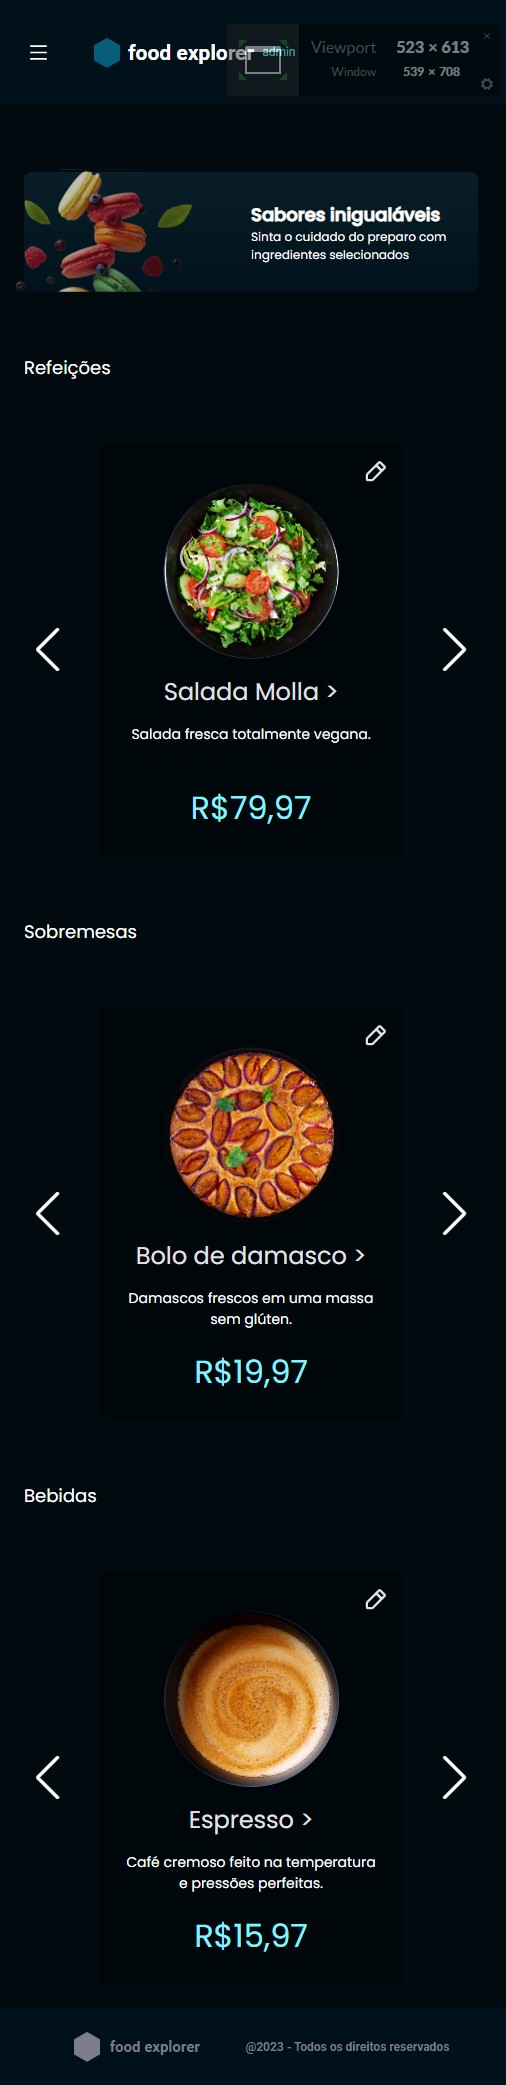 food explorer
admin
Viewport 523 × 613
Window 539 × 708
Sabores inigualáveis
Sinta o cuidado do preparo com
ingredientes selecionados
Refeições
Salada Molla >
Salada fresca totalmente vegana.
R$79,97
Sobremesas
Bolo de damasco >
Damascos frescos em uma massa
sem glúten.
R$19,97
Bebidas
Espresso >
Café cremoso feito na temperatura
e pressões perfeitas.
R$15,97
food explorer
@2023 - Todos os direitos reservados